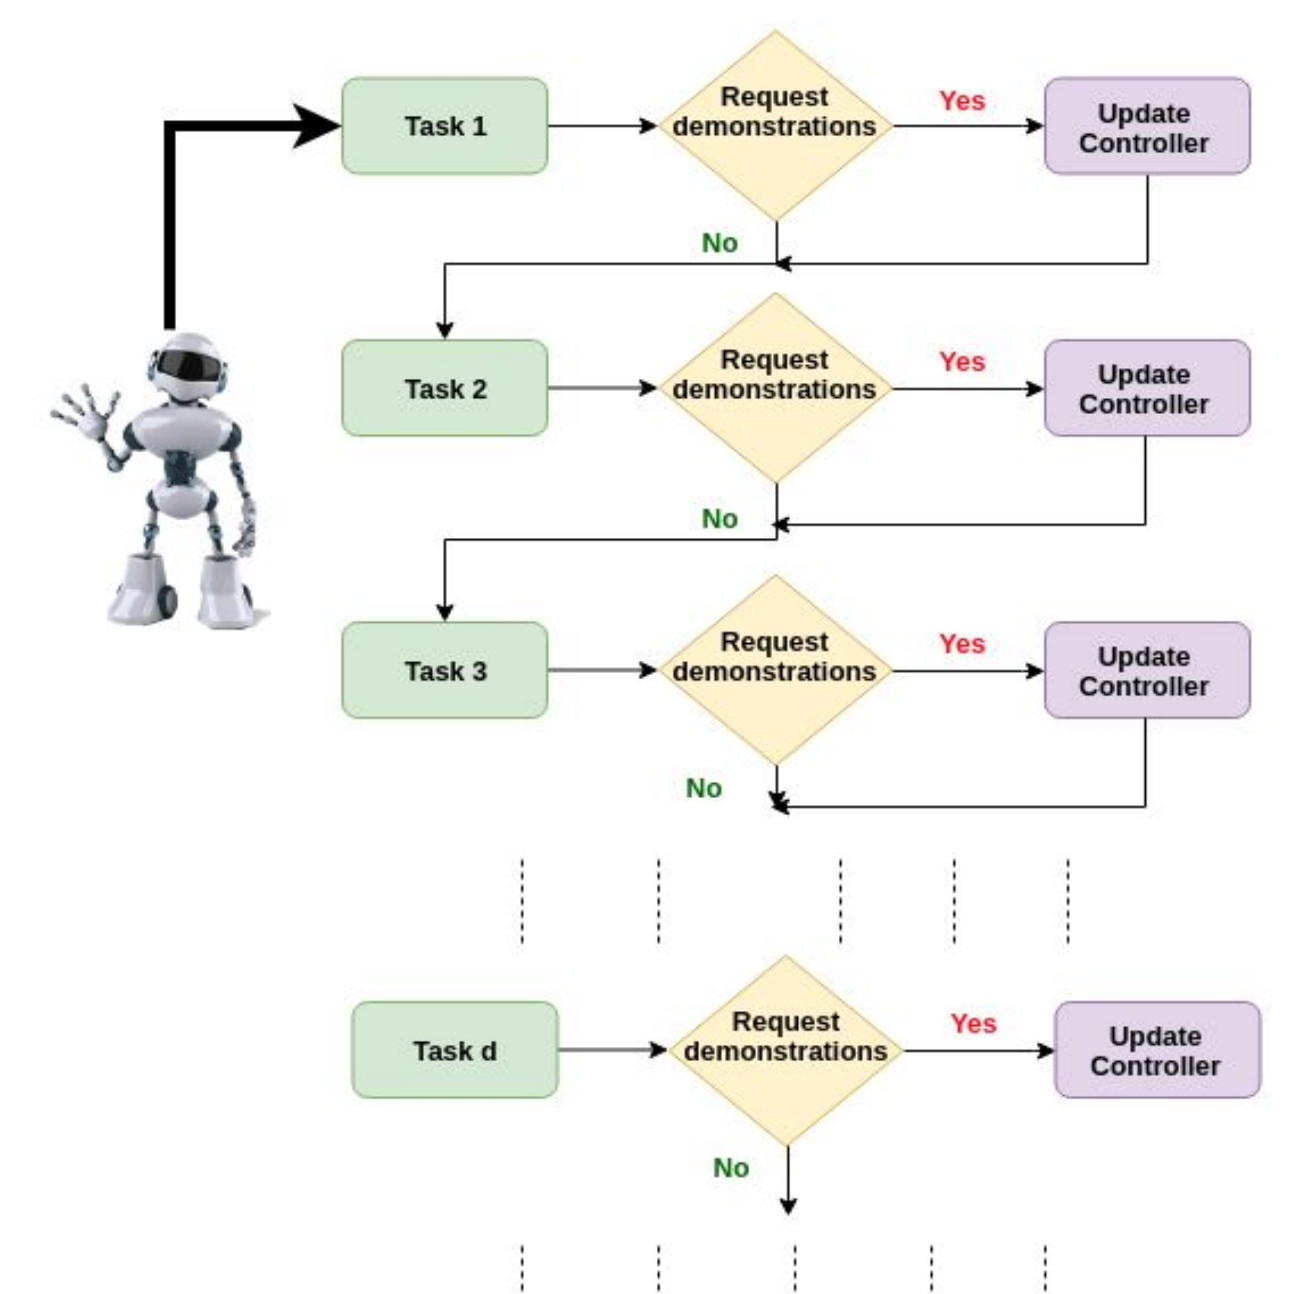 Task 1
Request
demonstrations
Yes
Update
Controller
No
Task 2
Request
demonstrations
Yes
Update
Controller
No
Task 3
Request
demonstrations
Yes
Update
Controller
No
Task d
Request
demonstrations
Yes
Update
Controller
No